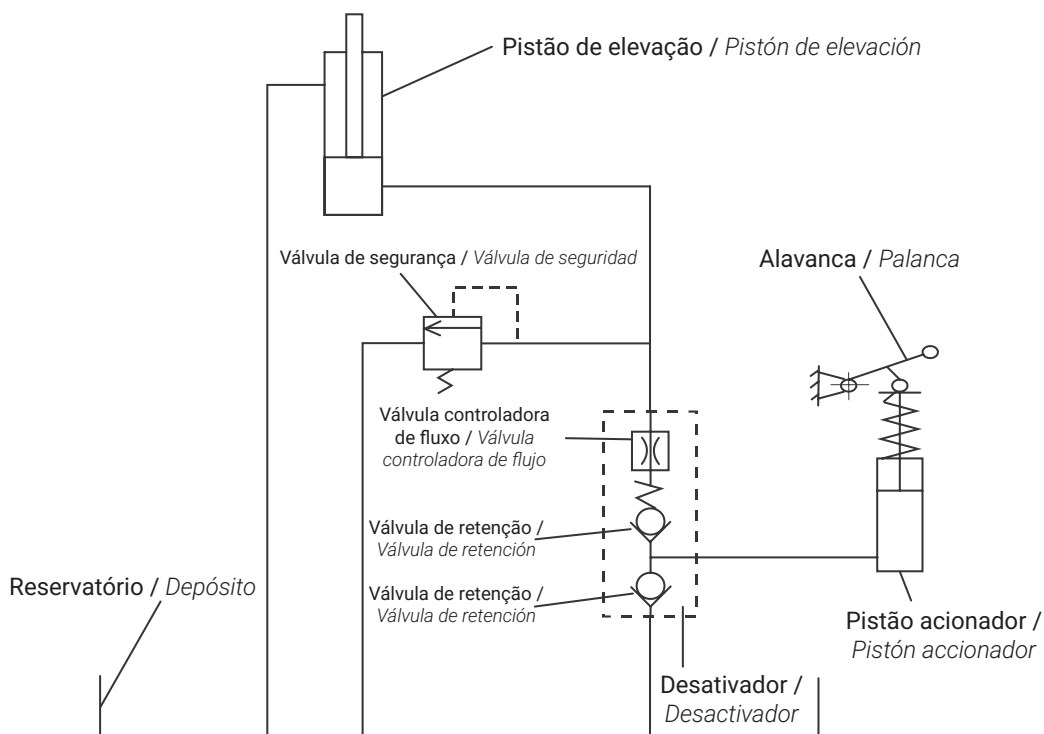 Pistão de elevação / Pistón de elevación
Válvula de segurança / Válvula de seguridad
Alavanca / Palanca
Válvula controladora
de fluxo / Válvula
controladora de flujo
Válvula de retenção /
Válvula de retención
Reservatório / Depósito
Válvula de retenção /
Válvula de retención
Pistão acionador /
Pistón accionador
Desativador /
Desactivador